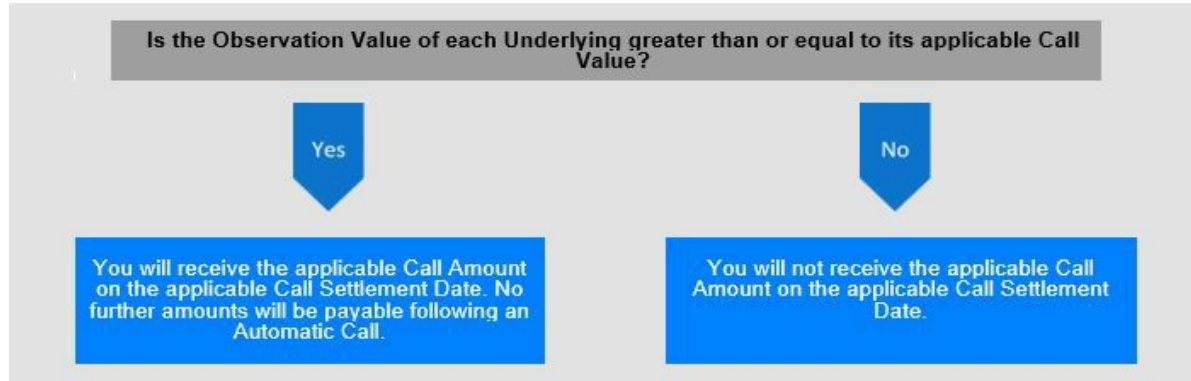 Is the Observation Value of each Underlying greater than or equal to its applicable Call
Value?
Yes
No
You will receive the applicable Call Amount
on the applicable Call Settlement Date. No
further amounts will be payable following an
Automatic Call.
You will not receive the applicable Call
Amount on the applicable Call Settlement
Date.